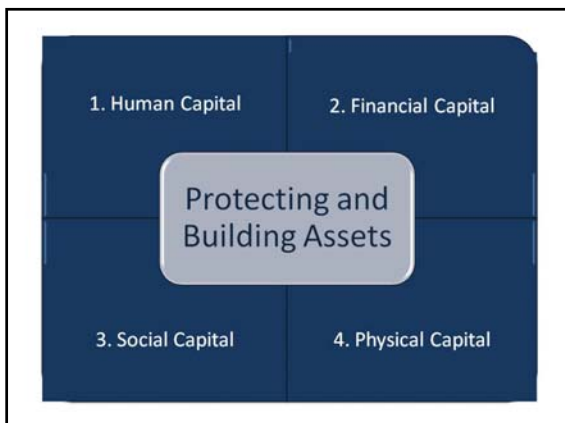 1. Human Capital
2. Financial Capital
Protecting and
Building Assets
3. Social Capital
4. Physical Capital